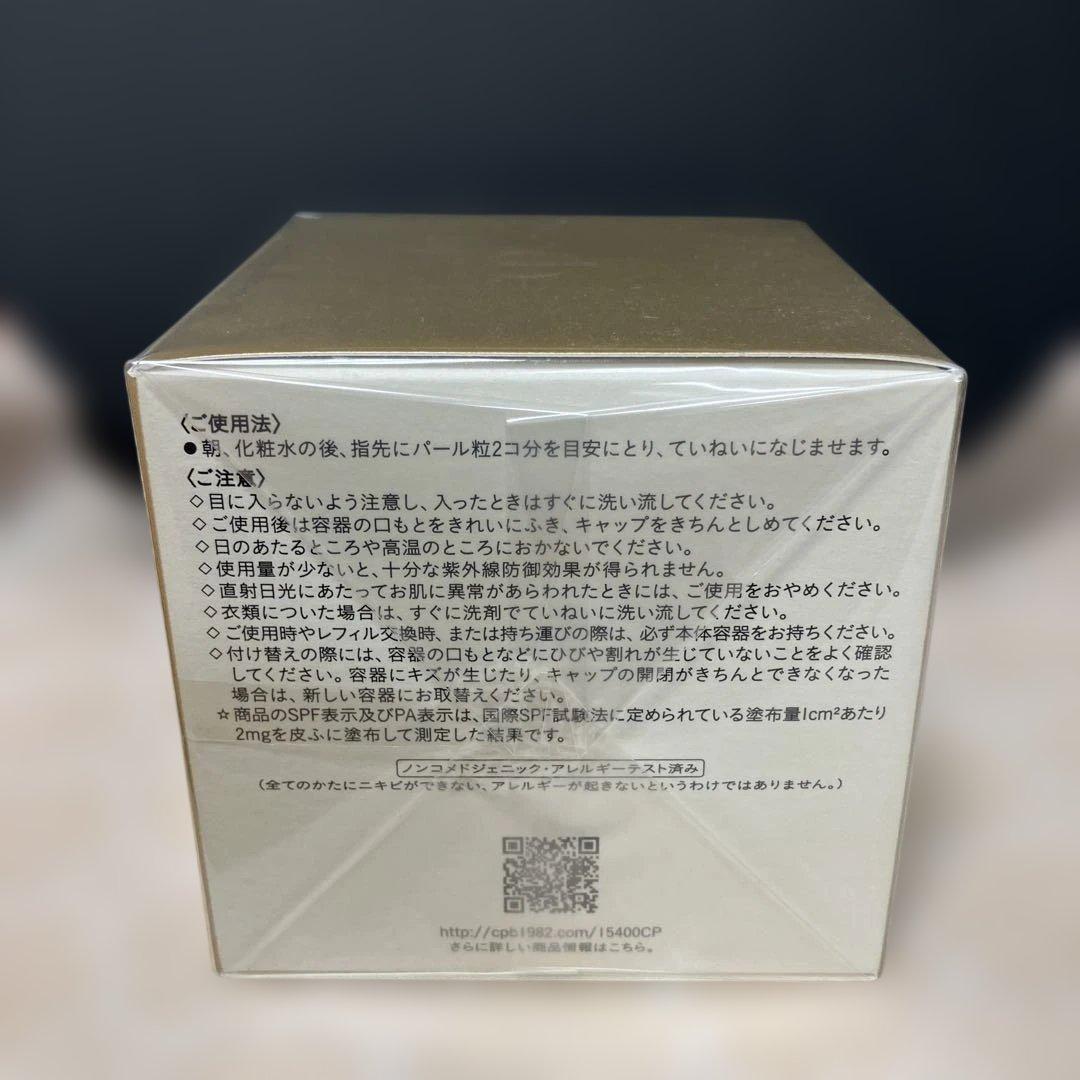 〈ご使用法〉
●朝、化粧水の後、指先にパール粒2コ分を目安にとり、ていねいになじませます。
〈ご注意〉
◇目に入らないよう注意し、入ったときはすぐに洗い流してください。
◇ご使用後は容器の口もとをきれいにふき、キャップをきちんとしめてください。
◇日のあたるところや高温のところにおかないでください。
◇使用量が少ないと、十分な紫外線防御効果が得られません。
◇直射日光にあたってお肌に異常があらわれたときには、ご使用をおやめください。
◇衣類についた場合は、すぐに洗剤でていねいに洗い流してください。
◇ご使用時やレフィル交換時、または持ち運びの際は、必ず本体容器をお持ちください。
◇付け替えの際には、容器の口もとなどにひびや割れが生じていないことをよく確認
してください。容器にキズが生じたり、キャップの開閉がきちんとできなくなった
場合は、新しい容器にお取替えください。
☆商品のSPF表示及びPA表示は、国際SPF試験法に定められている塗布量1cm²あたり
2mgを皮ふに塗布して測定した結果です。
ノンコメドジェニック・アレルギーテスト済み
（全てのかたにニキビができない、アレルギーが起きないというわけではありません。）
http://cpb1982.com/15400CP
さらに詳しい商品情報はこちら。